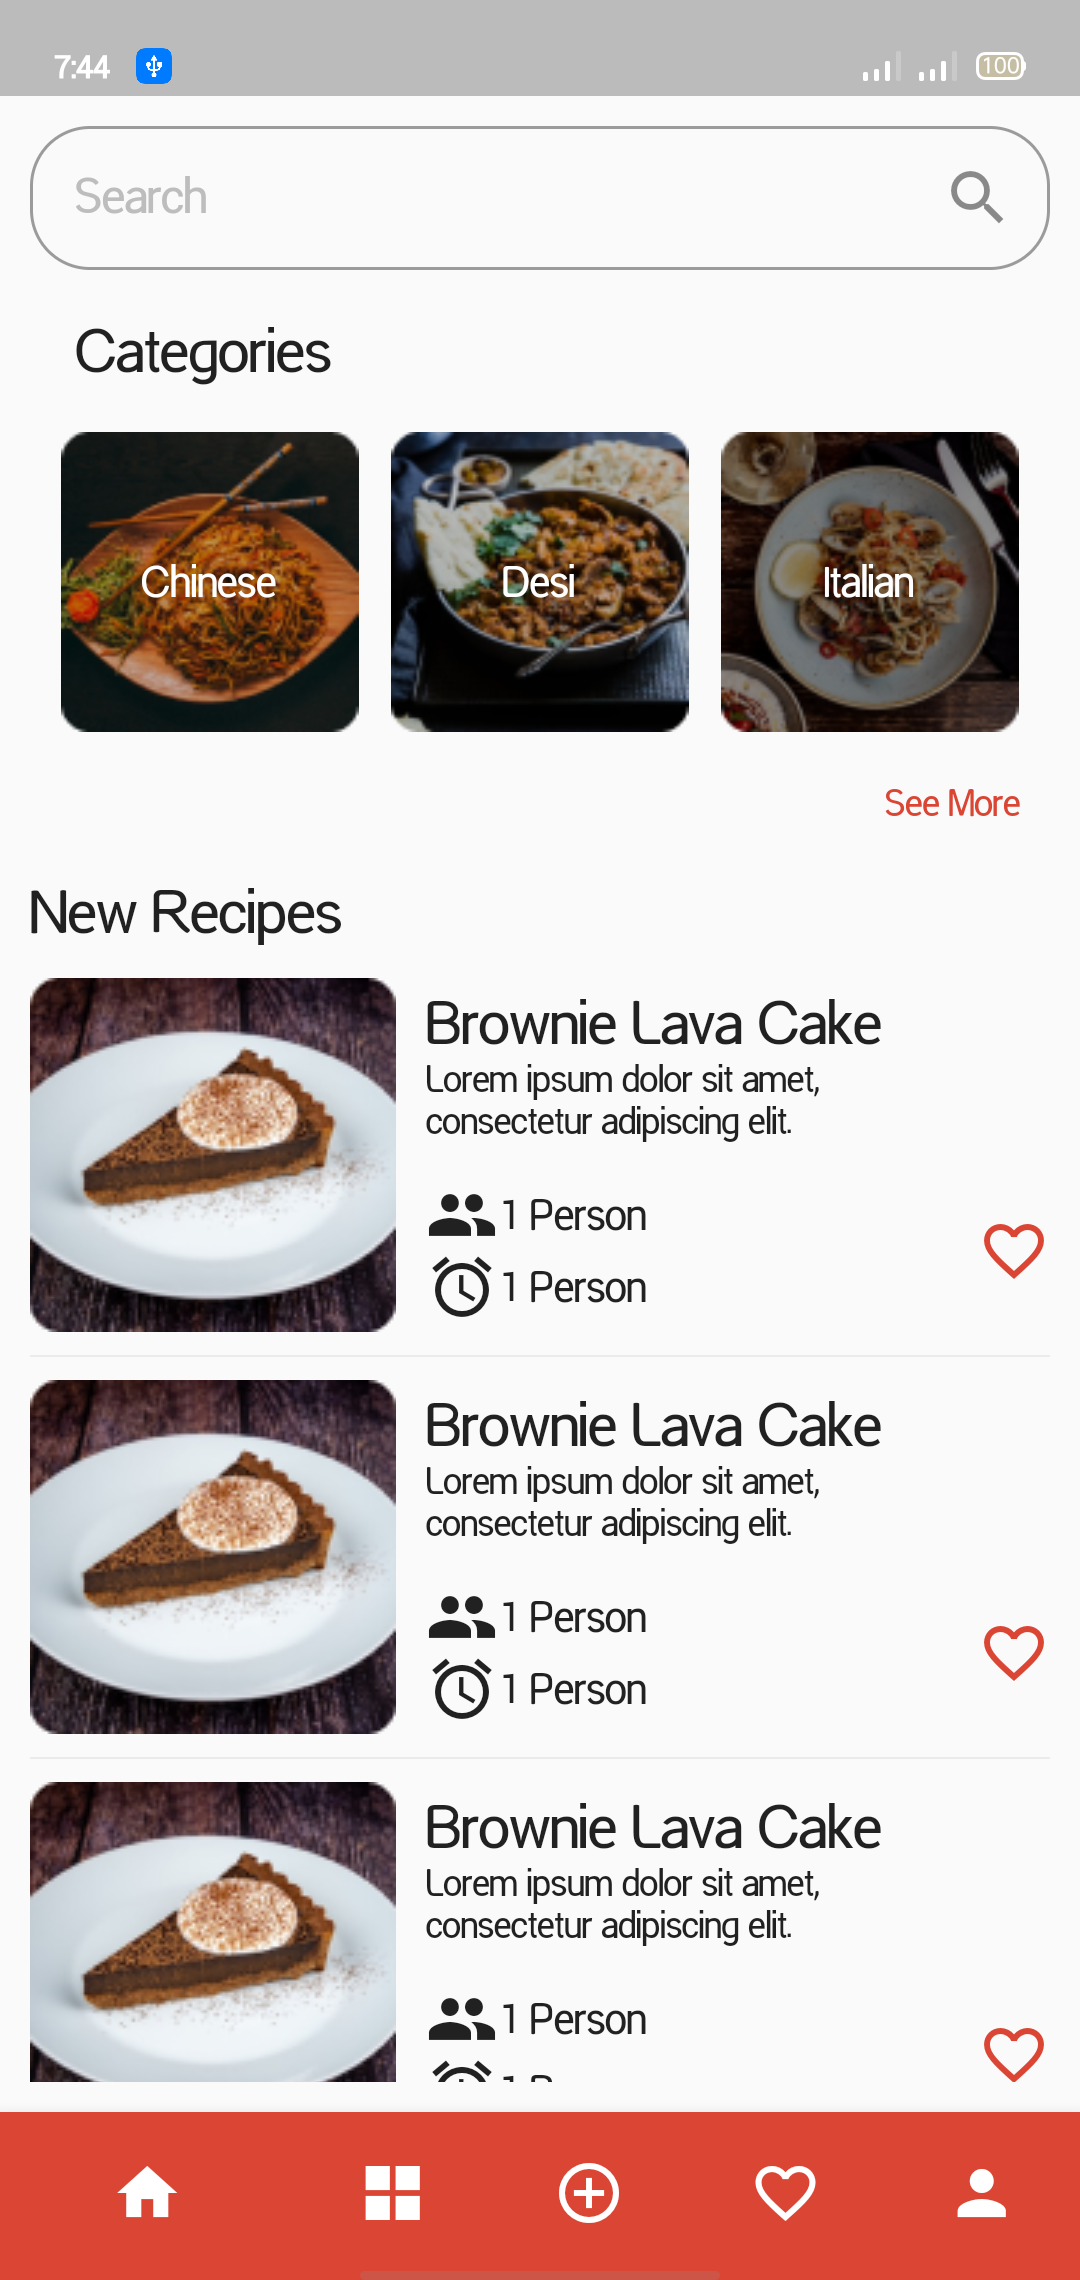 7:44
100
Search
Categories
Chinese
Desi
Italian
See More
New Recipes
Brownie Lava Cake
Lorem ipsum dolor sit amet,
consectetur adipiscing elit.
1 Person
1 Person
Brownie Lava Cake
Lorem ipsum dolor sit amet,
consectetur adipiscing elit.
1 Person
1 Person
Brownie Lava Cake
Lorem ipsum dolor sit amet,
consectetur adipiscing elit.
1 Person